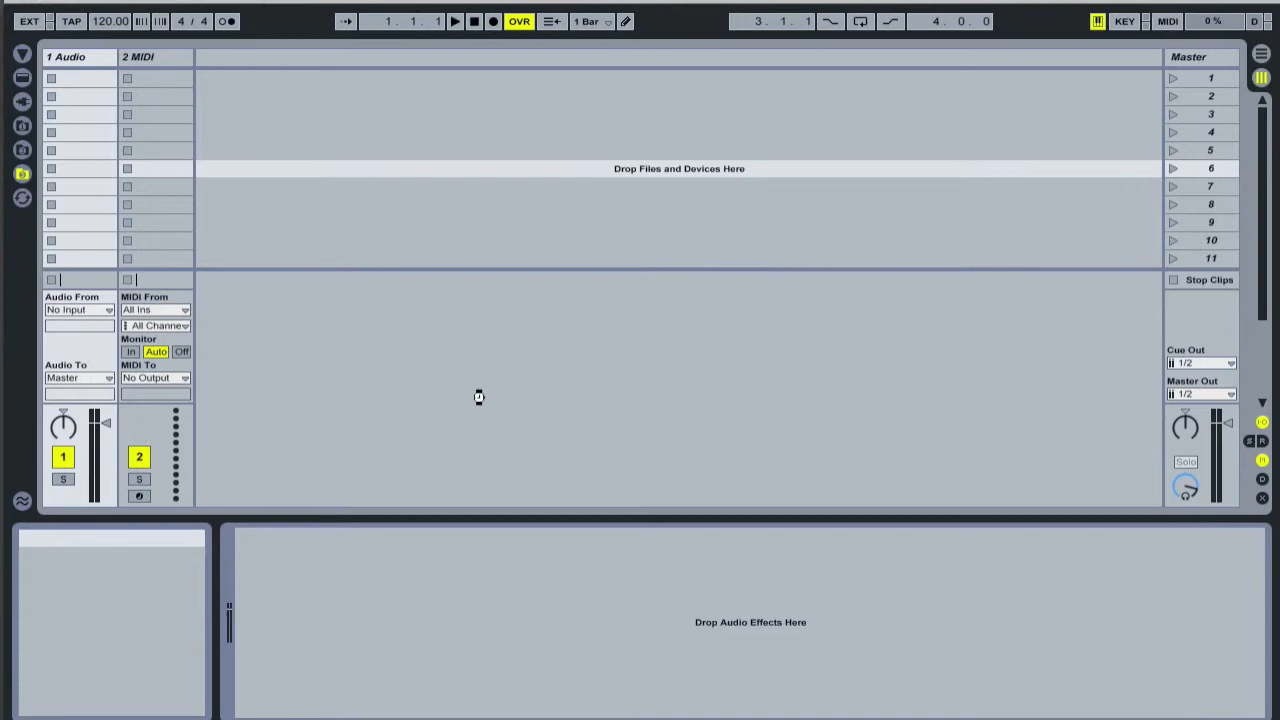 EXT TAP 120.00 4 / 4 1. 1. 1 OVR 1 Bar 3. 1. 1 4. 0. 0 KEY MIDI 0 % D
1 Audio 2 MIDI Master
1
2
3
4
5
Drop Files and Devices Here 6
7
8
9
10
11
Stop Clips
Audio From MIDI From
No Input All Ins
All Channe
Monitor
In Auto Off
Audio To MIDI To
Master No Output
Cue Out
1/2
Master Out
1/2
S R
1 2 Solo M
S S D
X
Drop Audio Effects Here